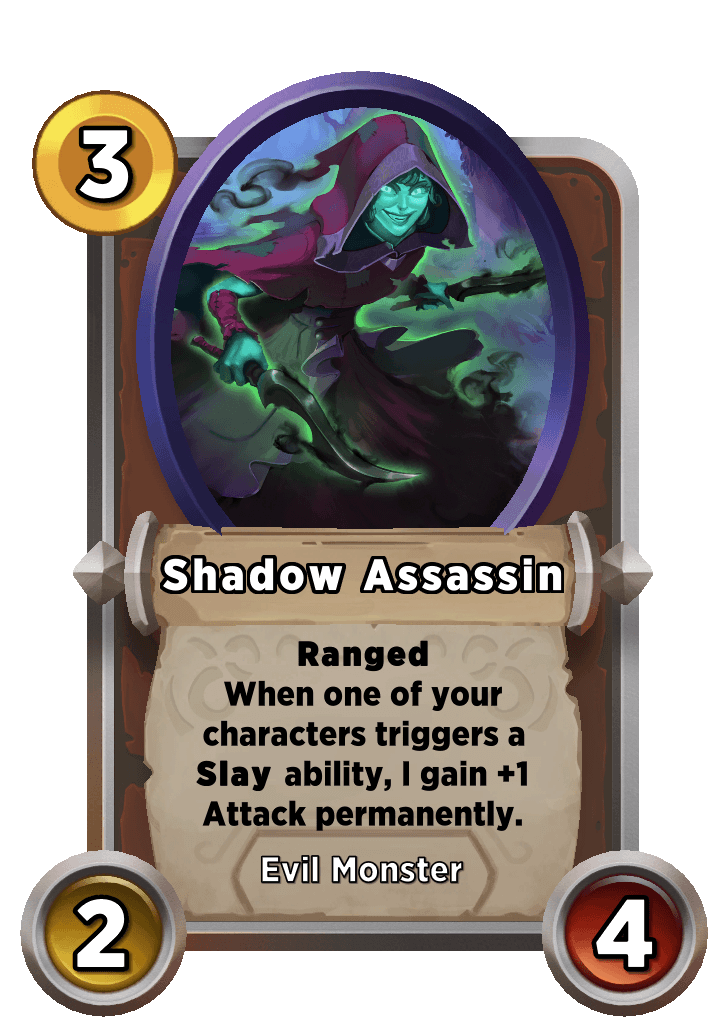 3
Shadow Assassin
Ranged
When one of your
characters triggers a
Slay ability, I gain +1
Attack permanently.
Evil Monster
2
4